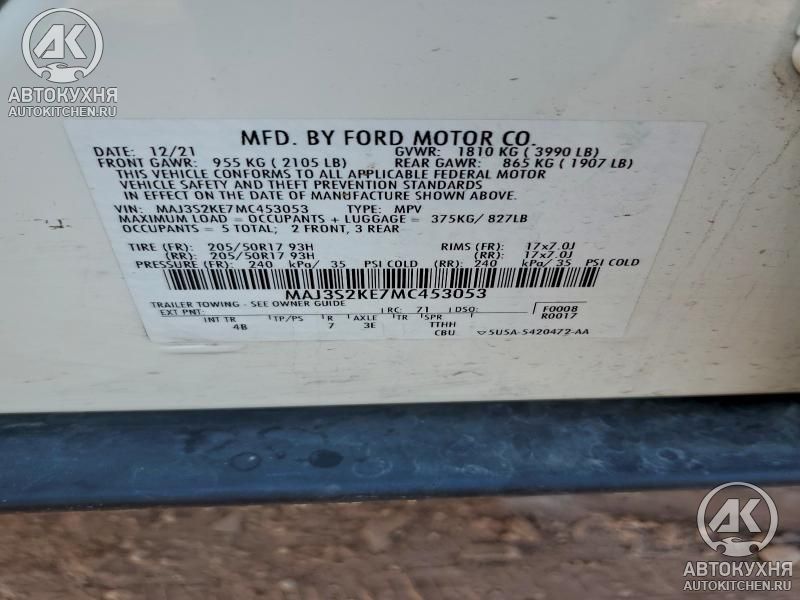 АК
АВТОКУХНЯ
AUTOKITCHEN.RU
MFD. BY FORD MOTOR CO.
DATE: 12/21 GVWR: 1810 KG ( 3990 LB)
FRONT GAWR: 955 KG ( 2105 LB) REAR GAWR: 865 KG ( 1907 LB)
THIS VEHICLE CONFORMS TO ALL APPLICABLE FEDERAL MOTOR
VEHICLE SAFETY AND THEFT PREVENTION STANDARDS
IN EFFECT ON THE DATE OF MANUFACTURE SHOWN ABOVE.
VIN: MAJ3S2KE7MC453053 TYPE: MPV
MAXIMUM LOAD = OCCUPANTS + LUGGAGE = 375KG/ 827LB
OCCUPANTS = 5 TOTAL; 2 FRONT, 3 REAR
TIRE (FR): 205/50R17 93H RIMS (FR): 17x7.0J
(RR): 205/50R17 93H (RR): 17x7.0J
PRESSURE (FR): 240 kPa/ 35 PSI COLD (RR): 240 kPa/ 35 PSI COLD
MAJ3S2KE7MC453053
TRAILER TOWING - SEE OWNER GUIDE
EXT PNT: RC: 71 DSO: F0008
R0017
INT TR TP/PS R AX TR SPR TTHH
4B 7 3E CBU 5U5A-5420472-AA
АК
АВТОКУХНЯ
AUTOKITCHEN.RU